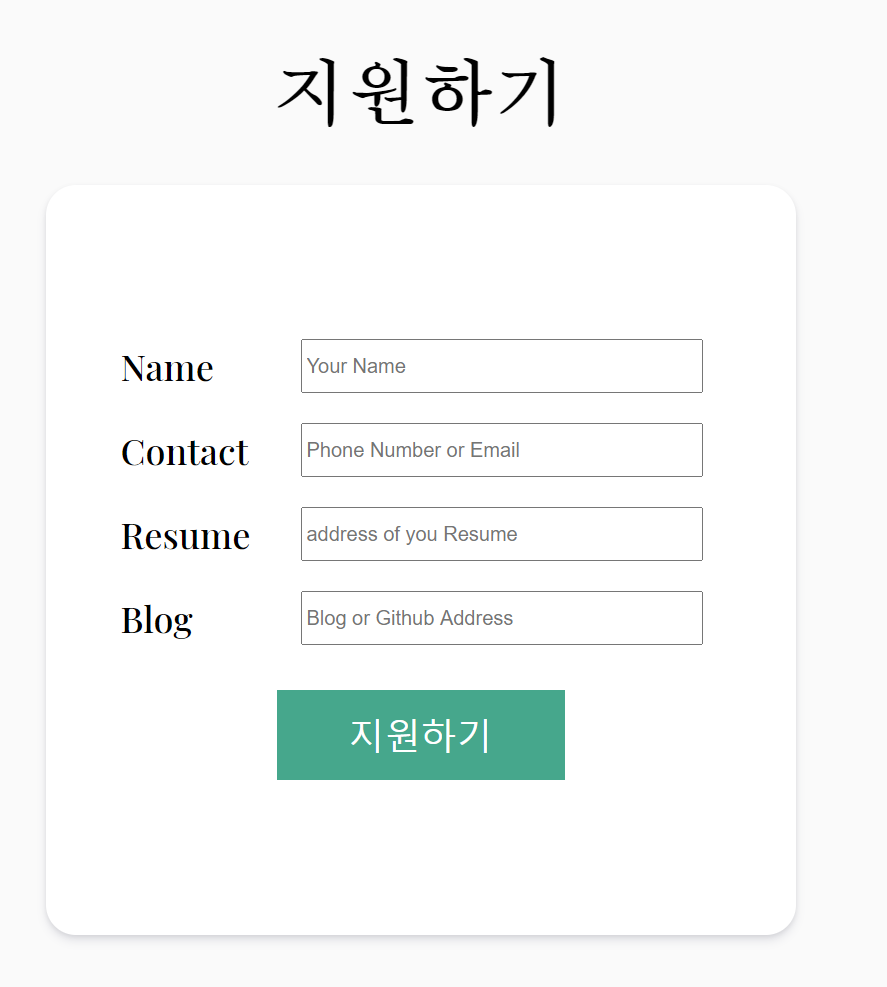 지원하기
Name Your Name
Contact Phone Number or Email
Resume address of you Resume
Blog Blog or Github Address
지원하기